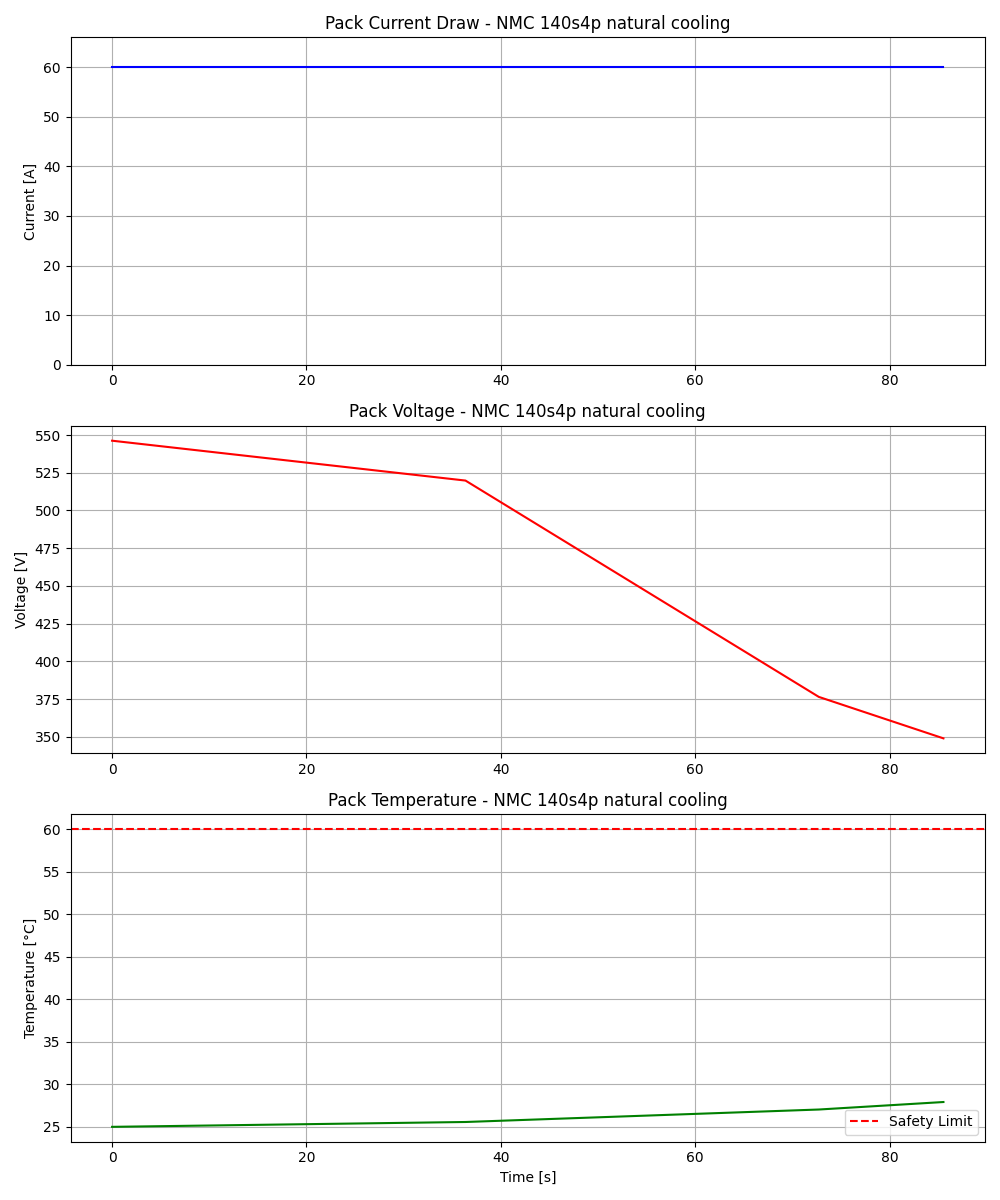 Pack Current Draw - NMC 140s4p natural cooling
60
50
40
30
20
10
0
Current [A]
0 20 40 60 80
Pack Voltage - NMC 140s4p natural cooling
550
525
500
475
450
425
400
375
350
Voltage [V]
0 20 40 60 80
Pack Temperature - NMC 140s4p natural cooling
60
55
50
45
40
35
30
25
Temperature [°C]
Safety Limit
0 20 40 60 80
Time [s]